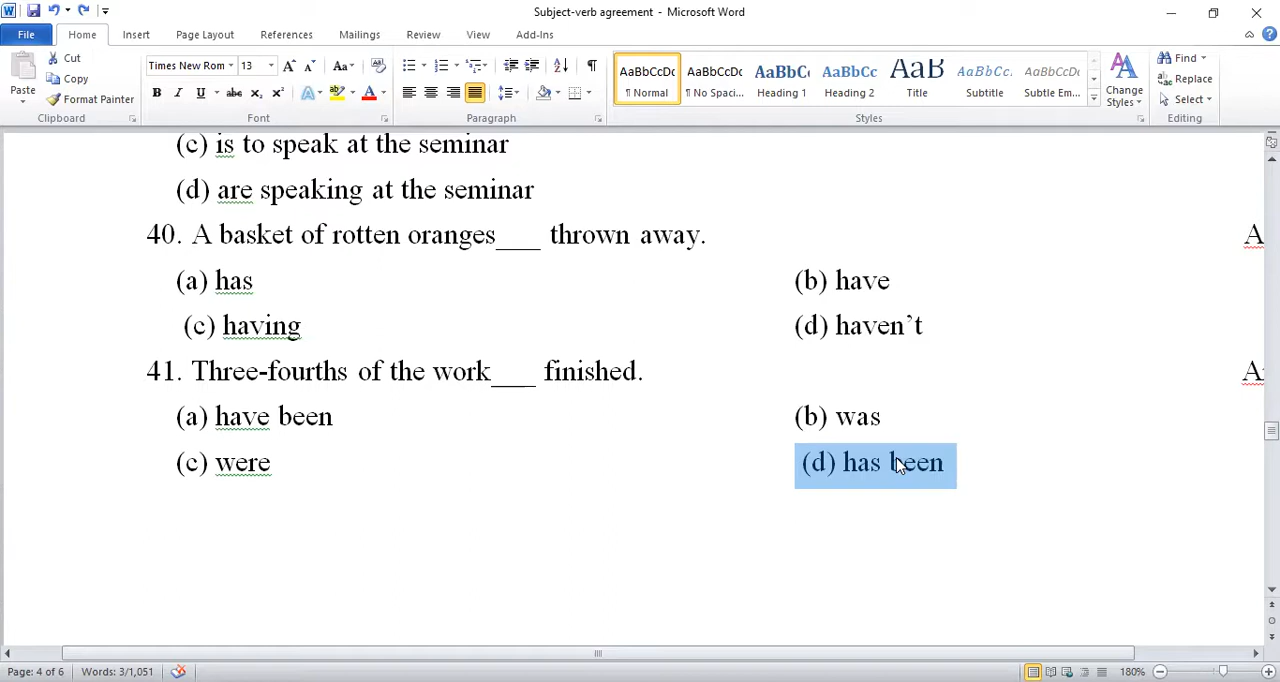 Subject-verb agreement - Microsoft Word
File Home Insert Page Layout References Mailings Review View Add-Ins
Cut
Copy
Format Painter
Paste
Times New Rom 13
AaBbCcDc AaBbCcDc AaBbC AaBbCc AaB AaBbCc. AaBbCcDc
¶ Normal ¶ No Spaci... Heading 1 Heading 2 Title Subtitle Subtle Em...
Change Styles
Find
Replace
Select
Clipboard Font Paragraph Styles Editing
(c) is to speak at the seminar
(d) are speaking at the seminar
40. A basket of rotten oranges___ thrown away. A
(a) has (b) have
(c) having (d) haven’t
41. Three-fourths of the work___ finished.
(a) have been (b) was
(c) were (d) has been
Page: 4 of 6 Words: 3/1,051 180%